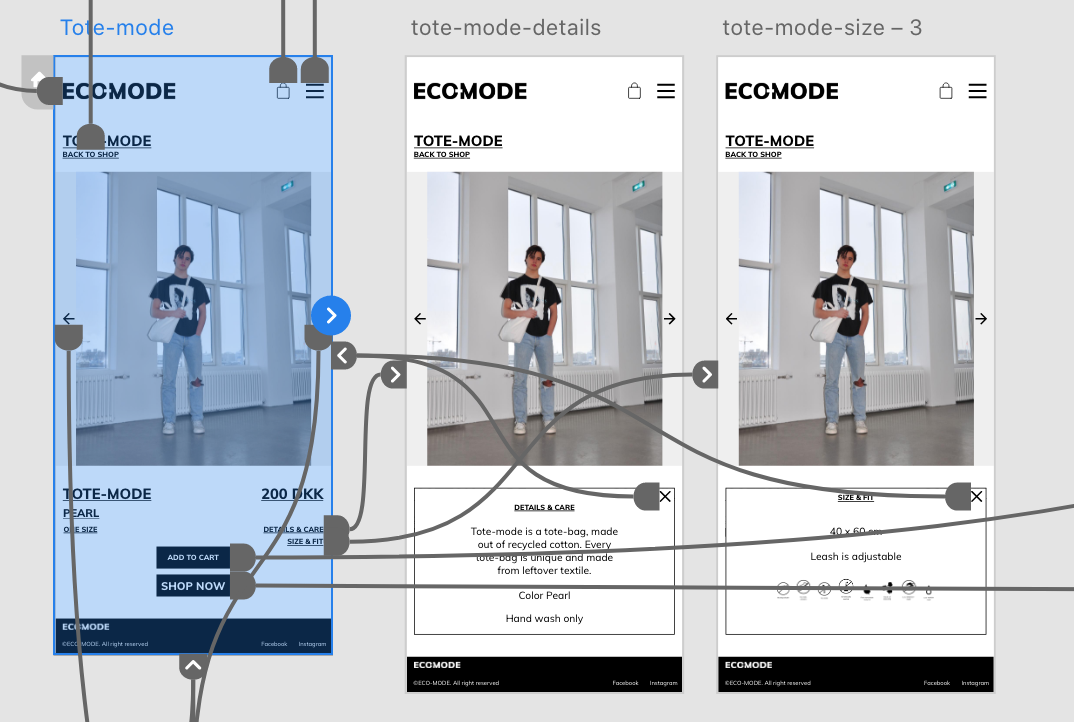 Tote-mode
ECOMODE
TOTE-MODE
BACK TO SHOP
TOTE-MODE
200 DKK
PEARL
ONE SIZE
DETAILS & CARE
SIZE & FIT
ADD TO CART
SHOP NOW
ECOMODE
©ECO-MODE. All right reserved
Facebook
Instagram
tote-mode-details
ECOMODE
TOTE-MODE
BACK TO SHOP
DETAILS & CARE
Tote-mode is a tote-bag, made
out of recycled cotton. Every
tote-bag is unique and made
from leftover textile.
Color Pearl
Hand wash only
ECOMODE
©ECO-MODE. All right reserved
Facebook
Instagram
tote-mode-size – 3
ECOMODE
TOTE-MODE
BACK TO SHOP
SIZE & FIT
40 x 60 cm
Leash is adjustable
ECOMODE
©ECO-MODE. All right reserved
Facebook
Instagram